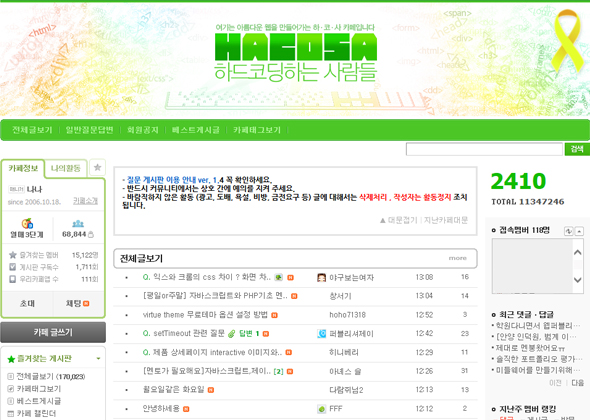 <span>
<html>
여기는 아름다운 웹을 만들어가는 하·코·사 카페입니다
HACOSA
하드코딩하는 사람들
전체글보기
일반질문답변
회원공지
베스트게시글
카페태그보기
검색
카페정보
나의활동
매니저 나나
since 2006.10.18.
카페소개
열매3단계
68,844
즐겨찾는 멤버 15,122명
게시판 구독수 1,711회
우리카페앱 수 111회
초대
채팅
카페 글쓰기
즐겨찾는 게시판
전체글보기 (170,023)
카페태그보기
베스트게시글
카페 캘린더
- 질문 게시판 이용 안내 ver, 1.4 꼭 확인하세요.
- 반드시 커뮤니티에서는 상호 간에 예의를 지켜 주세요.
- 바람직하지 않은 활동 (광고, 도배, 욕설, 비방, 금전요구 등) 글에 대해서는 삭제처리 , 작성자는 활동정지 조치
됩니다.
▲ 대문접기 | 지난카페대문
전체글보기
more
Q. 익스와 크롬의 css 차이 ? 화면 차.. 야구보는여자 13:08 16
[평일or주말] 자바스크립트와 PHP기초 멘.. 창서기 13:04 14
virtue theme 무료테마 옵션 설정 방법 hoho71318 12:52 3
Q. setTimeout 관련 질문 답변 1 퍼블리셔제이 12:42 23
Q. 제품 상세페이지 interactive 이미지와.. 히니베리 12:29 11
[멘토가 필요해요]자바스크립트,제이.. [2] 아네스 슬 12:26 31
월요일같은 화요일 다람쥐님2 12:13 13
안녕하세용 FFF 12:12 2
2410
TOTAL 11347246
접속멤버 118명
최근 댓글 · 답글
학원다니면서 웹퍼블리…
[안양 인덕원, 범계 이…
제대로 멘붕왔어요ㅠ
솔직한 포트폴리오 평가…
미들웨어를 만들기위해…
이전 | 다음
지난주 멤버 랭킹